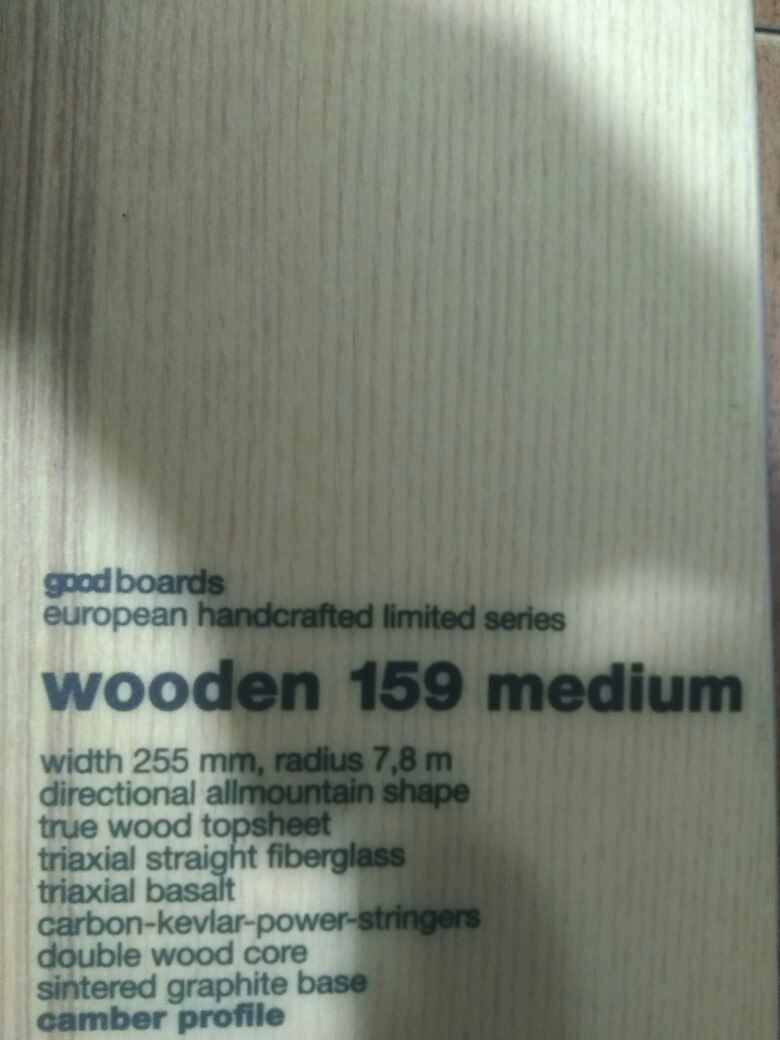 goodboards
european handcrafted limited series
wooden 159 medium
width 255 mm, radius 7,8 m
directional allmountain shape
true wood topsheet
triaxial straight fiberglass
triaxial basalt
carbon-kevlar-power-stringers
double wood core
sintered graphite base
camber profile